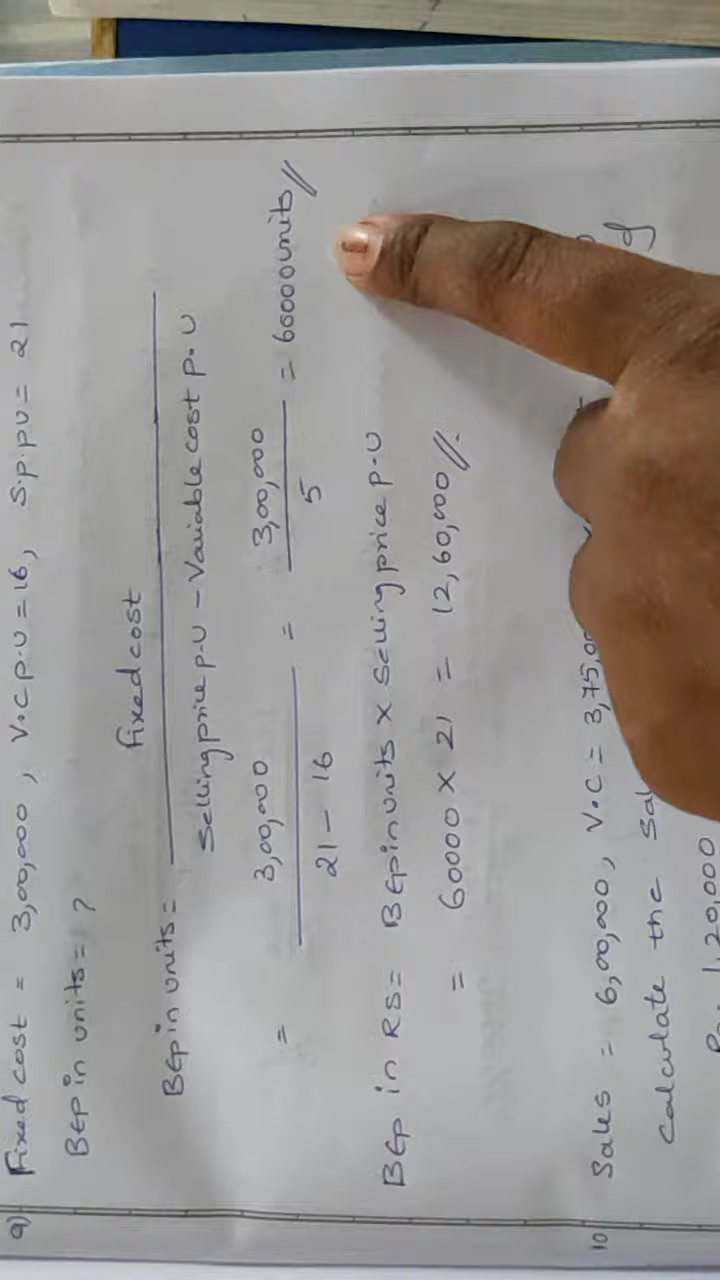 9) Fixed cost = 3,00,000, V.C P.U = 16, S.P.PU = 21
BEP in units = ?
BEP in units = Fixed cost
Selling price P.U - Variable cost P.U
= 3,00,000 = 3,00,000 = 60000 units //
21 - 16 5
BEP in RS = BEP in units X Selling price P.U
= 60000 X 21 = 12,60,000 //.
10 Sales = 6,00,000, V.C = 3,75,
Calculate the
1,20,000